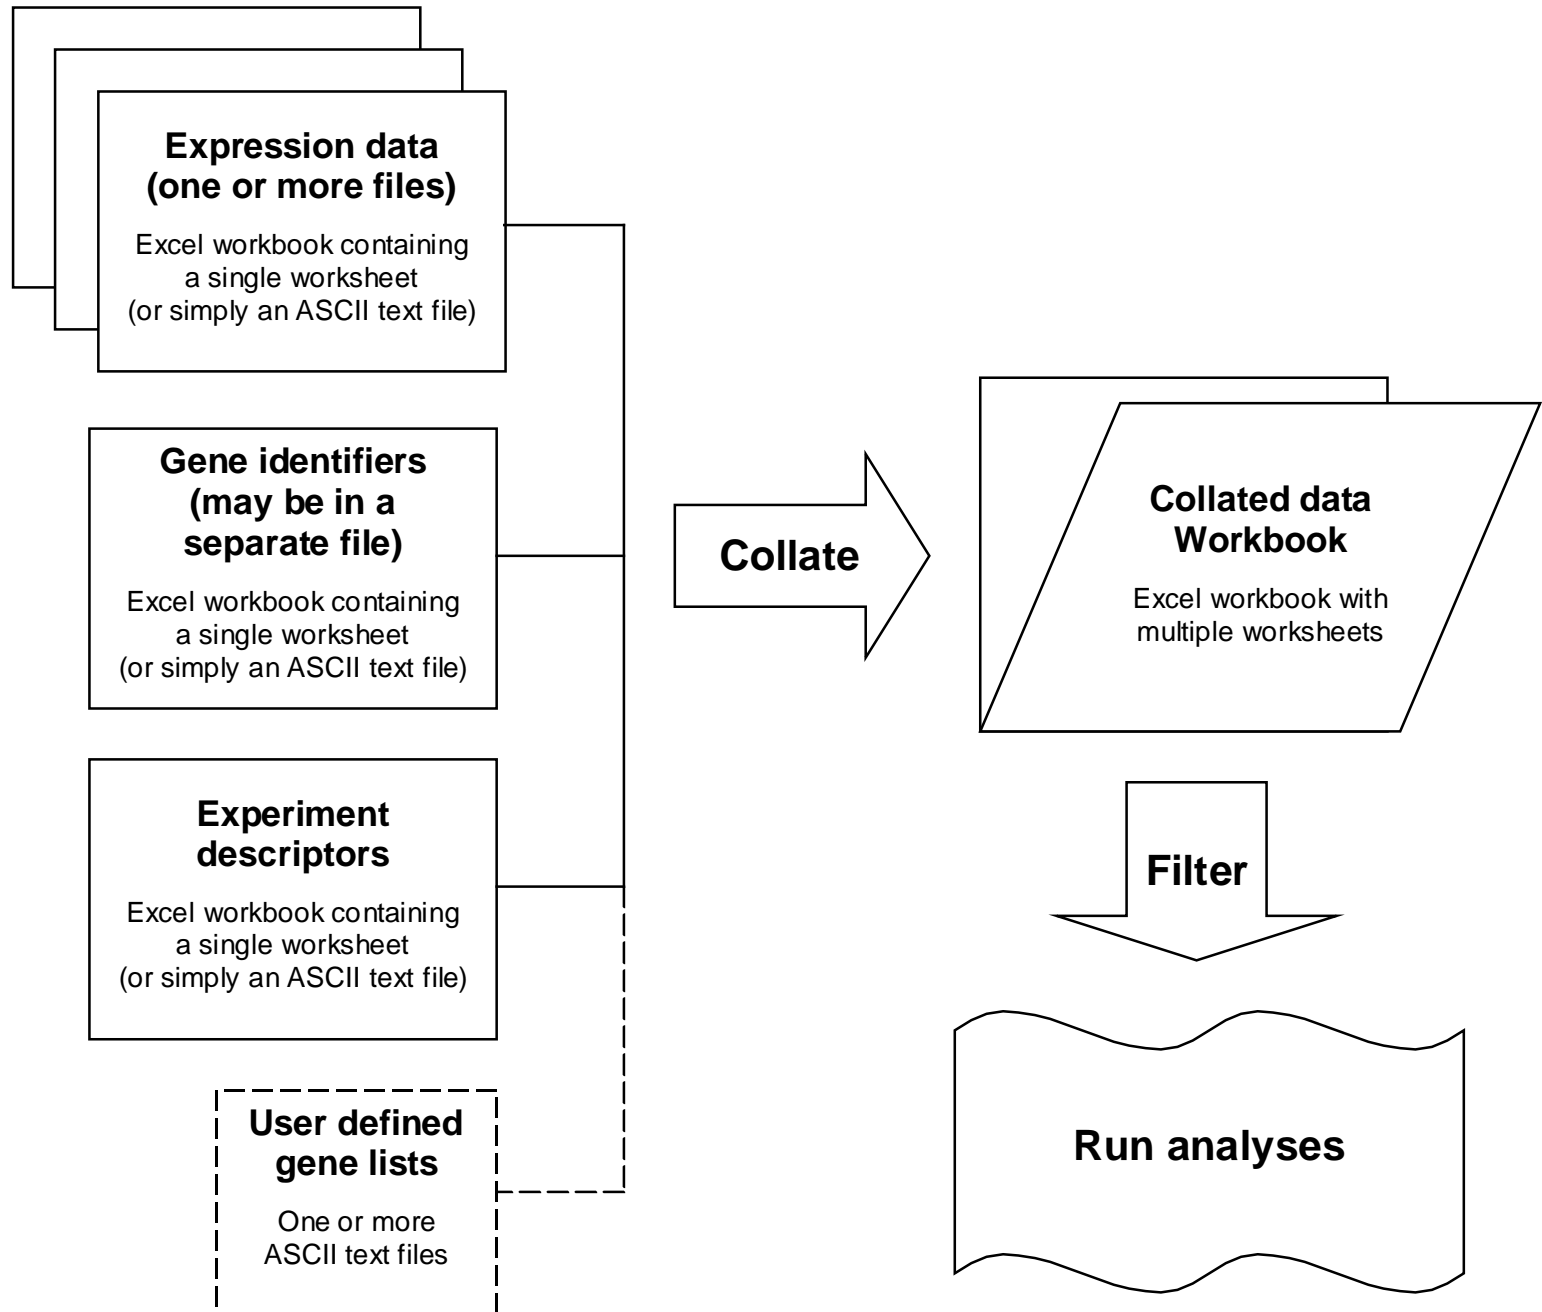 Expression data
(one or more files)
Excel workbook containing
a single worksheet
(or simply an ASCII text file)
Gene identifiers
(may be in a
separate file)
Excel workbook containing
a single worksheet
(or simply an ASCII text file)
Experiment
descriptors
Excel workbook containing
a single worksheet
(or simply an ASCII text file)
User defined
gene lists
One or more
ASCII text files
Collate
Collated data
Workbook
Excel workbook with
multiple worksheets
Filter
Run analyses